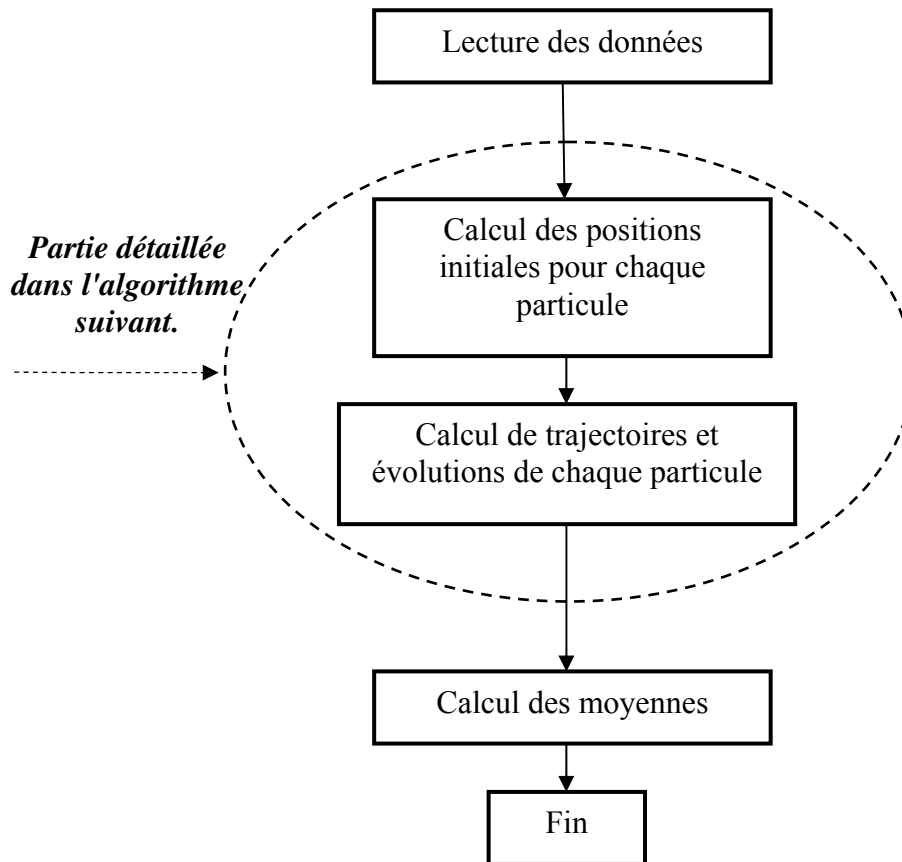 Lecture des données
Calcul des positions
initiales pour chaque
particule
Partie détaillée
dans l'algorithme
suivant.
Calcul de trajectoires et
évolutions de chaque particule
Calcul des moyennes
Fin